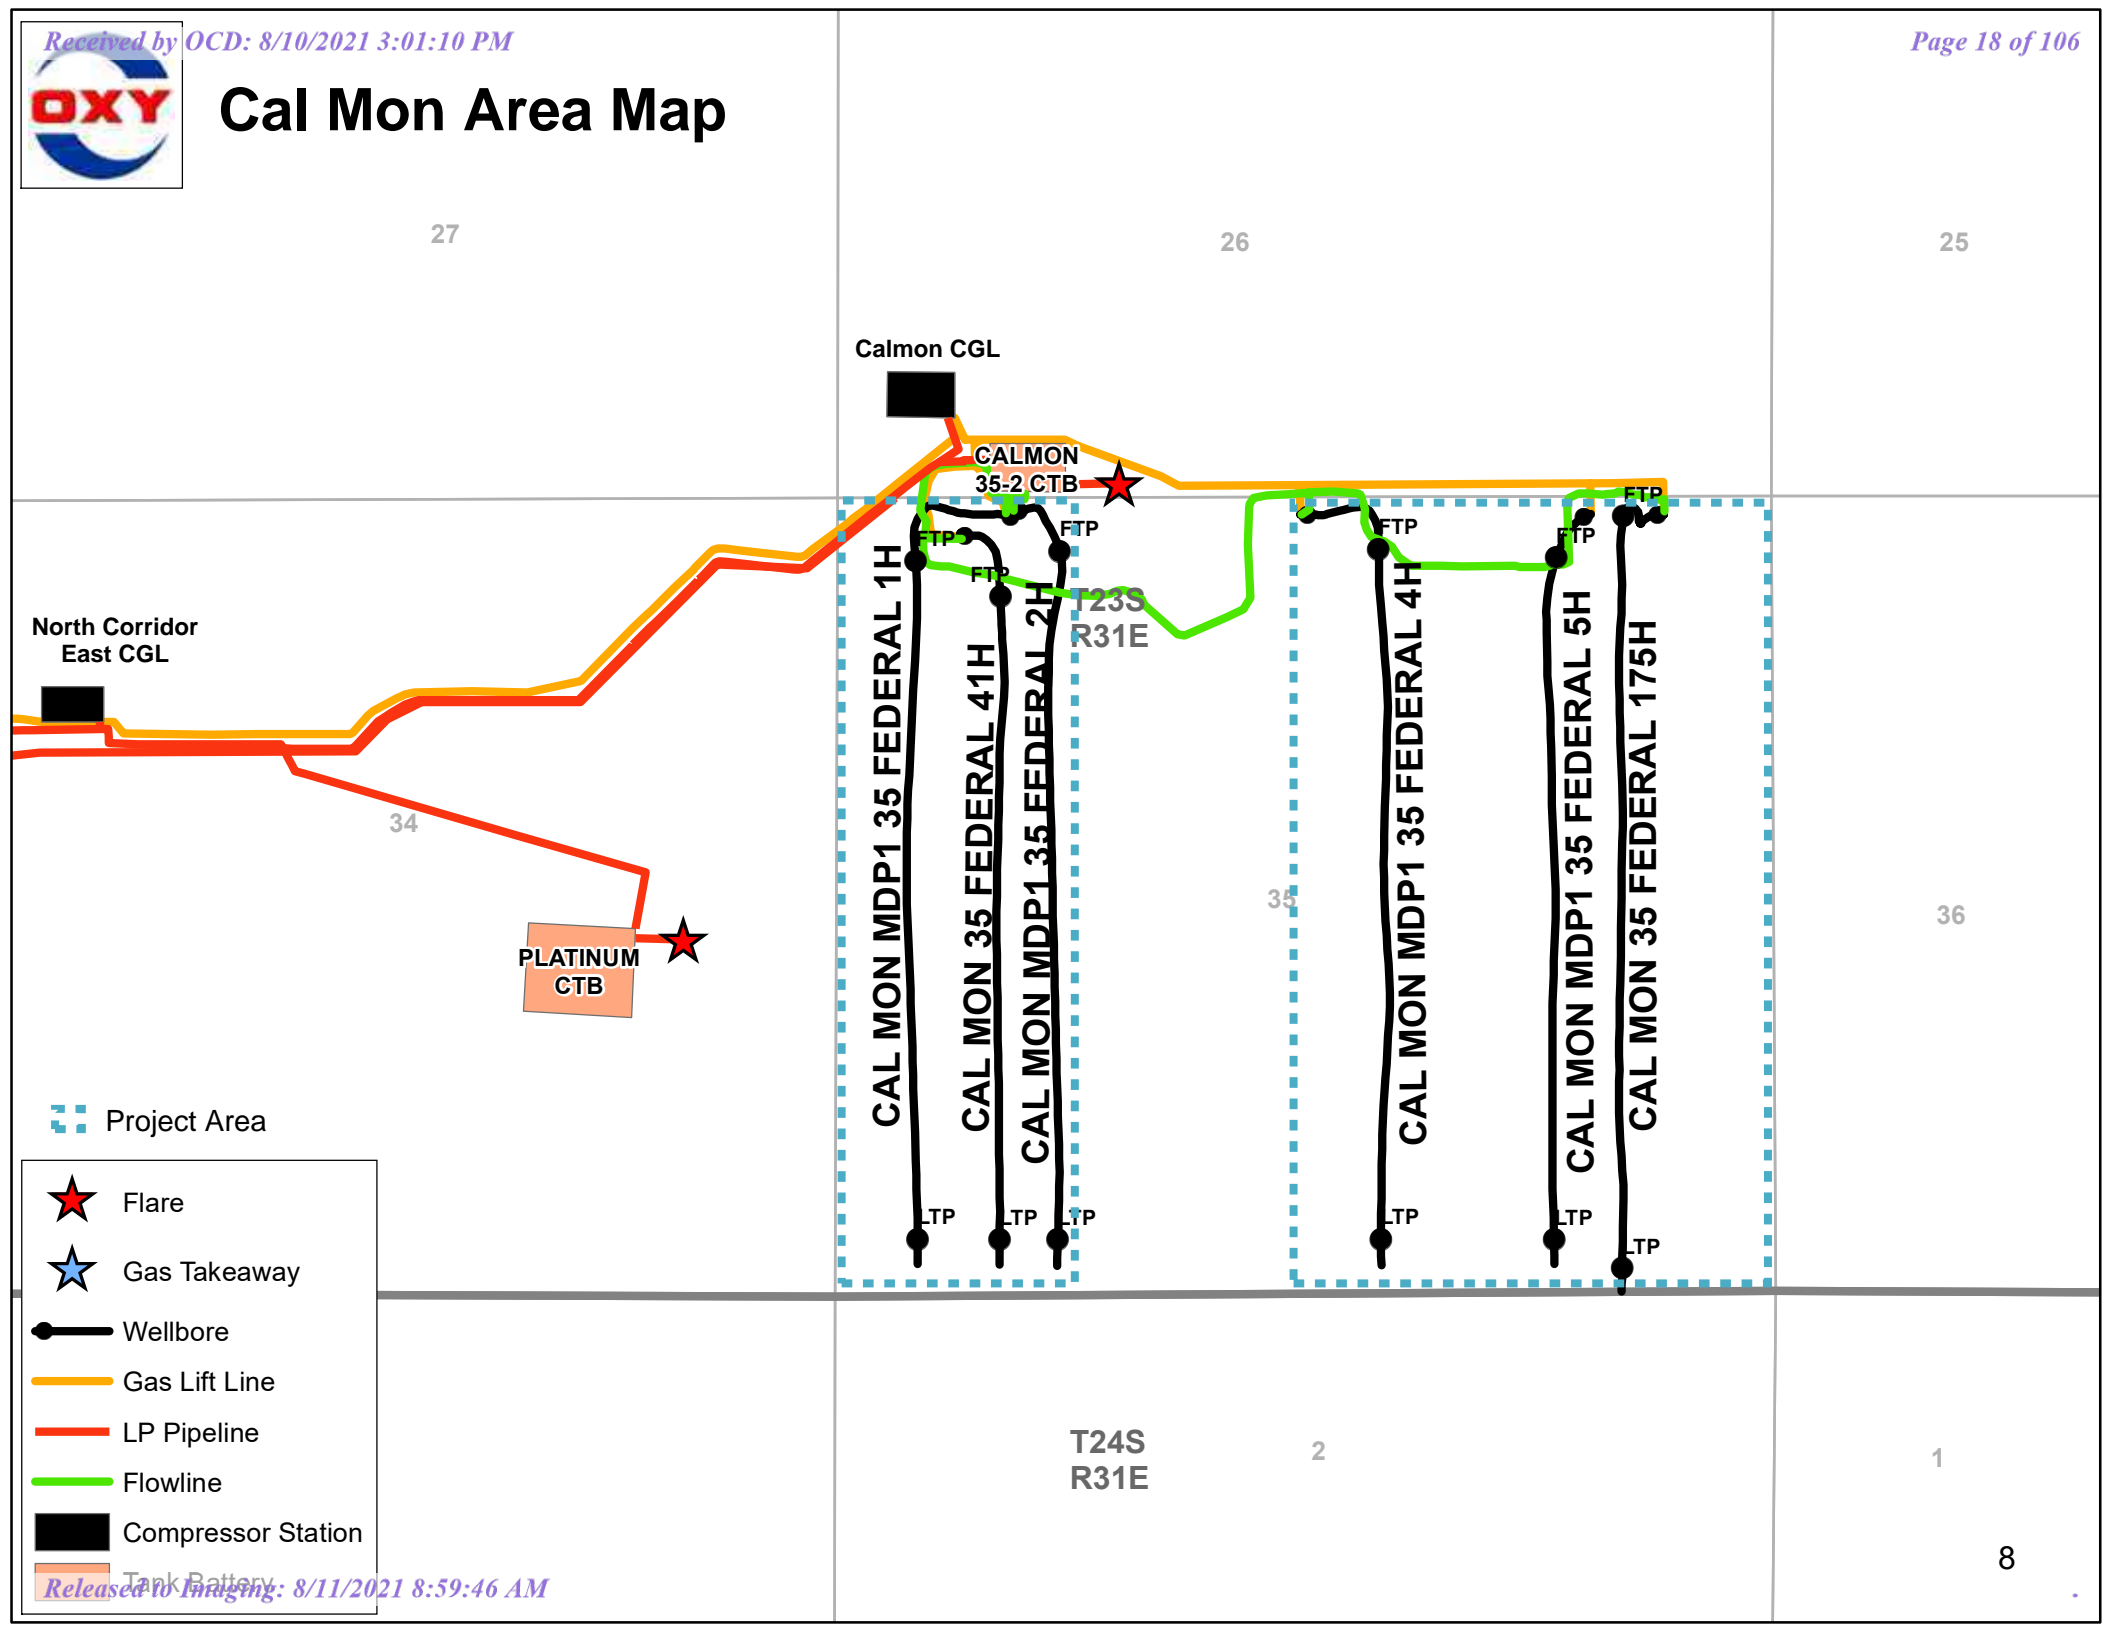 Received by OCD: 8/10/2021 3:01:10 PM
Page 18 of 106
OXY
Cal Mon Area Map
27
26
25
Calmon CGL
CALMON
35-2 CTB
FTP
FTP
FTP
FTP
FTP
FTP
T23S
R31E
North Corridor
East CGL
34
35
36
PLATINUM
CTB
CAL MON MDP1 35 FEDERAL 1H
CAL MON 35 FEDERAL 41H
CAL MON MDP1 35 FEDERAL 2H
CAL MON MDP1 35 FEDERAL 4H
CAL MON MDP1 35 FEDERAL 5H
CAL MON 35 FEDERAL 175H
LTP
LTP
LTP
LTP
LTP
LTP
Project Area
Flare
Gas Takeaway
Wellbore
Gas Lift Line
LP Pipeline
Flowline
Compressor Station
Tank Battery
T24S
R31E
2
1
8
Released to Imaging: 8/11/2021 8:59:46 AM
.